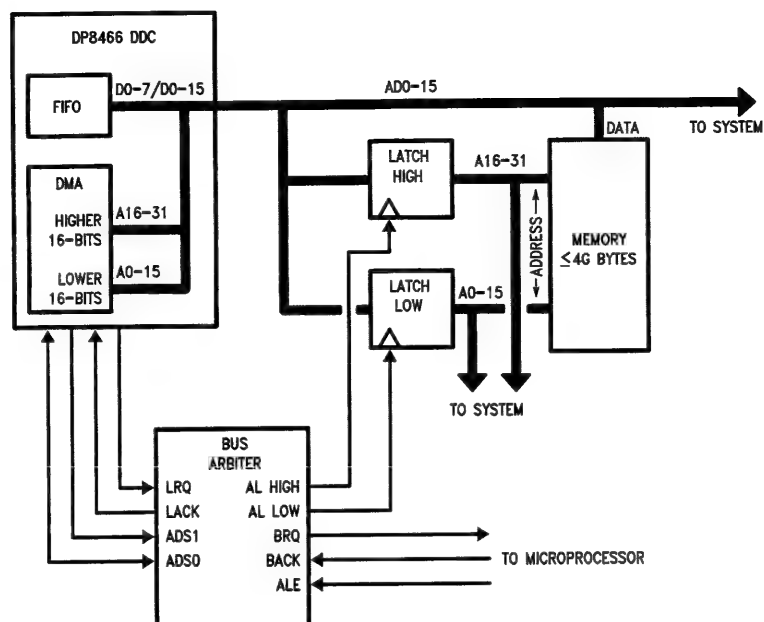 DP8466 DDC
FIFO
D0-7/D0-15
AD0-15
TO SYSTEM
DATA
DMA
HIGHER
16-BITS
A16-31
LOWER
16-BITS
A0-15
LATCH
HIGH
A16-31
LATCH
LOW
A0-15
ADDRESS
MEMORY
≤4G BYTES
TO SYSTEM
BUS
ARBITER
LRQ
LACK
ADS1
ADS0
AL HIGH
AL LOW
BRQ
BACK
ALE
TO MICROPROCESSOR